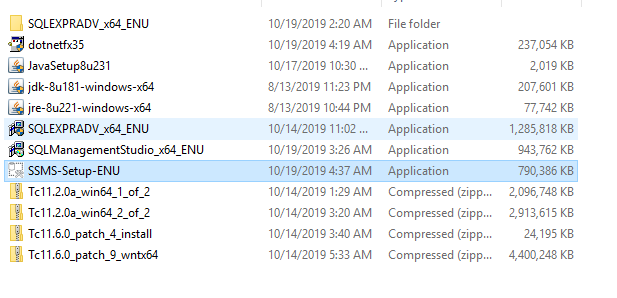 SQLEXPRADV_x64_ENU 10/19/2019 2:20 AM File folder
dotnetfx35 10/19/2019 4:19 AM Application 237,054 KB
JavaSetup8u231 10/17/2019 10:30 ... Application 2,019 KB
jdk-8u181-windows-x64 8/13/2019 11:23 PM Application 207,601 KB
jre-8u221-windows-x64 8/13/2019 10:44 PM Application 77,742 KB
SQLEXPRADV_x64_ENU 10/14/2019 11:02 ... Application 1,285,818 KB
SQLManagementStudio_x64_ENU 10/19/2019 3:26 AM Application 943,762 KB
SSMS-Setup-ENU 10/19/2019 4:37 AM Application 790,386 KB
Tc11.2.0a_win64_1_of_2 10/14/2019 1:29 AM Compressed (zipp... 2,096,748 KB
Tc11.2.0a_win64_2_of_2 10/14/2019 3:20 AM Compressed (zipp... 2,913,615 KB
Tc11.6.0_patch_4_install 10/14/2019 3:40 AM Compressed (zipp... 24,195 KB
Tc11.6.0_patch_9_wntx64 10/14/2019 5:33 AM Compressed (zipp... 4,400,248 KB